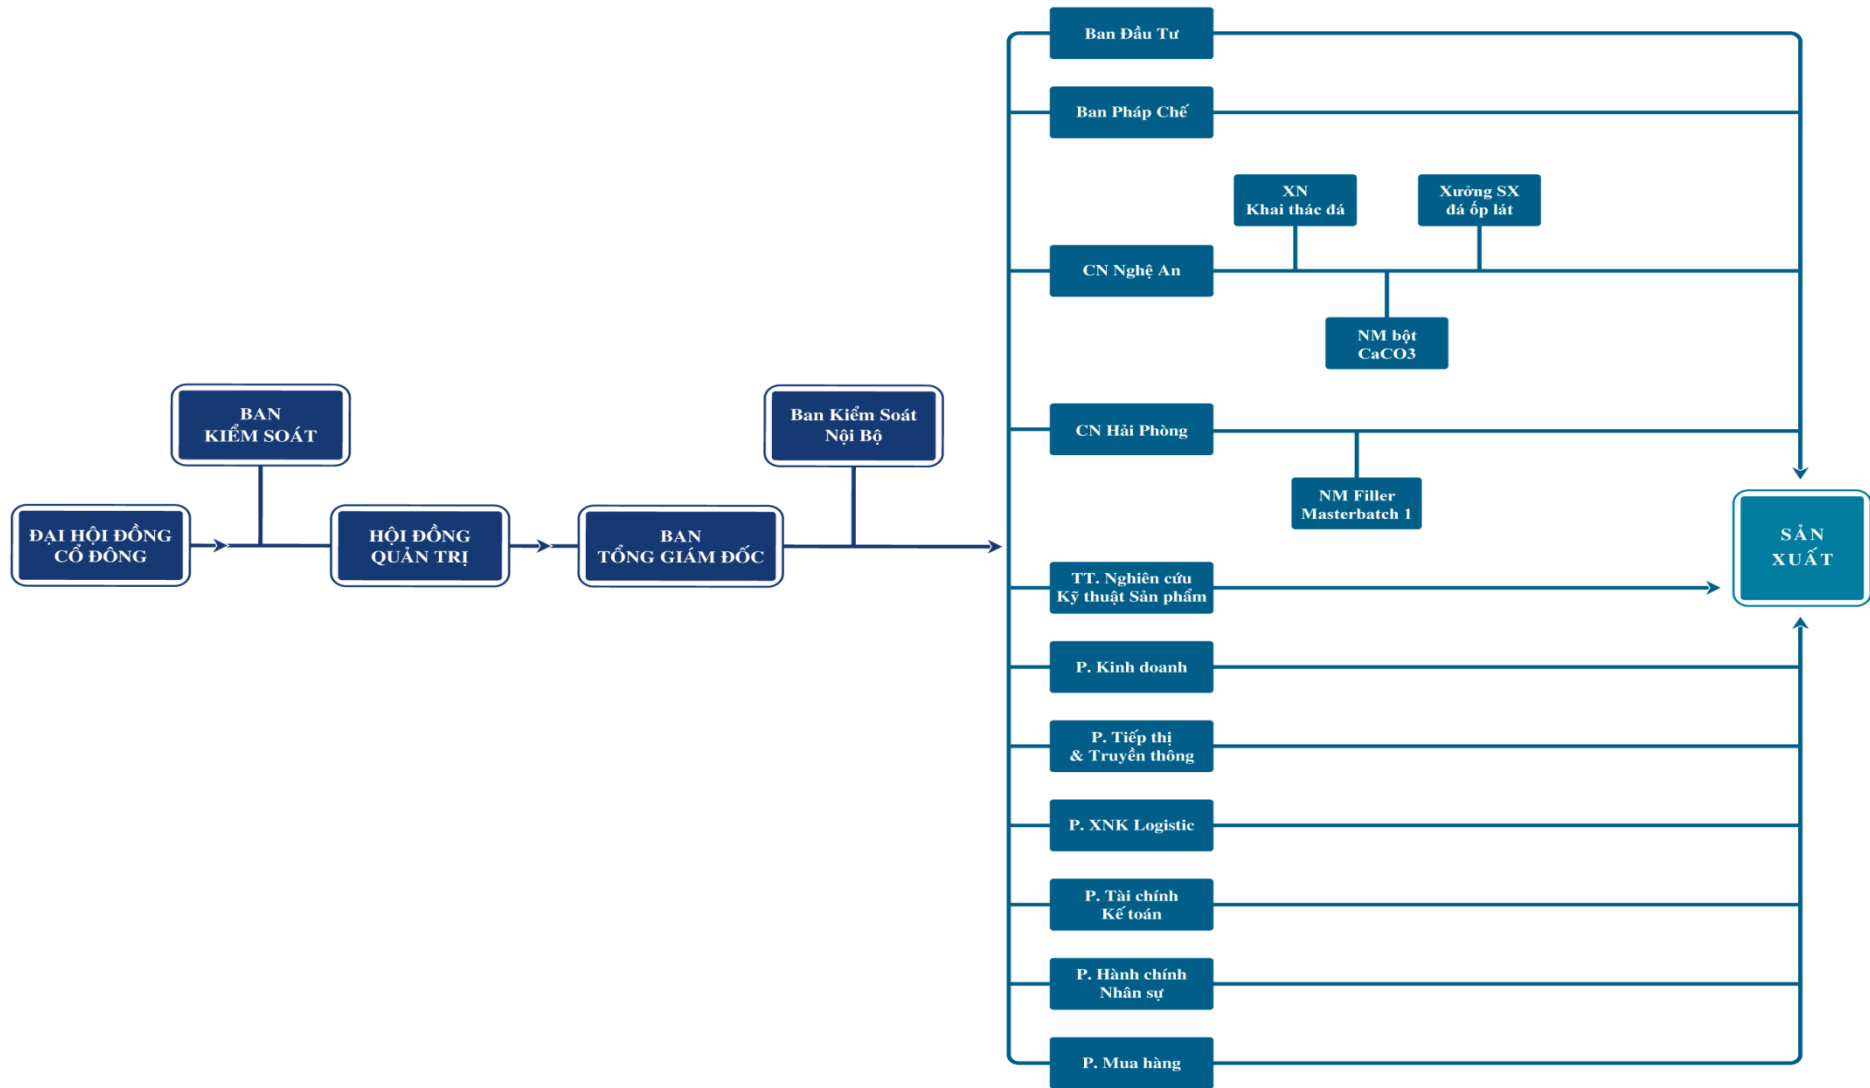 Ban Đầu Tư
Ban Pháp Chế
XN
Khai thác đá
Xưởng SX
đá ốp lát
CN Nghệ An
NM bột
CaCO3
BAN
KIỂM SOÁT
Ban Kiểm Soát
Nội Bộ
CN Hải Phòng
NM Filler
Masterbatch 1
ĐẠI HỘI ĐỒNG
CỔ ĐÔNG
HỘI ĐỒNG
QUẢN TRỊ
BAN
TỔNG GIÁM ĐỐC
SẢN
XUẤT
TT. Nghiên cứu
Kỹ thuật Sản phẩm
P. Kinh doanh
P. Tiếp thị
& Truyền thông
P. XNK Logistic
P. Tài chính
Kế toán
P. Hành chính
Nhân sự
P. Mua hàng